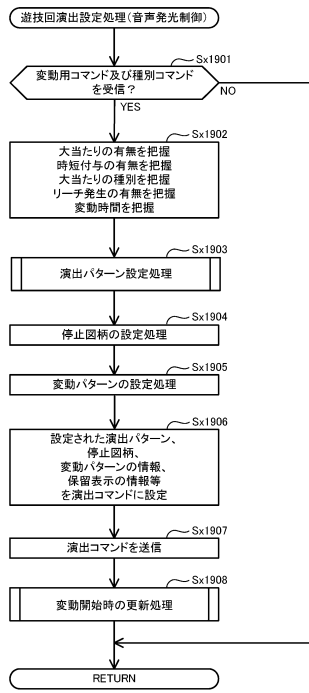 遊技回演出設定処理(音声発光制御)
Sx1901
変動用コマンド及び種別コマンド
を受信？
NO
YES
Sx1902
大当たりの有無を把握
時短付与の有無を把握
大当たりの種別を把握
リーチ発生の有無を把握
変動時間を把握
Sx1903
演出パターン設定処理
Sx1904
停止図柄の設定処理
Sx1905
変動パターンの設定処理
Sx1906
設定された演出パターン、
停止図柄、
変動パターンの情報、
保留表示の情報等
を演出コマンドに設定
Sx1907
演出コマンドを送信
Sx1908
変動開始時の更新処理
RETURN